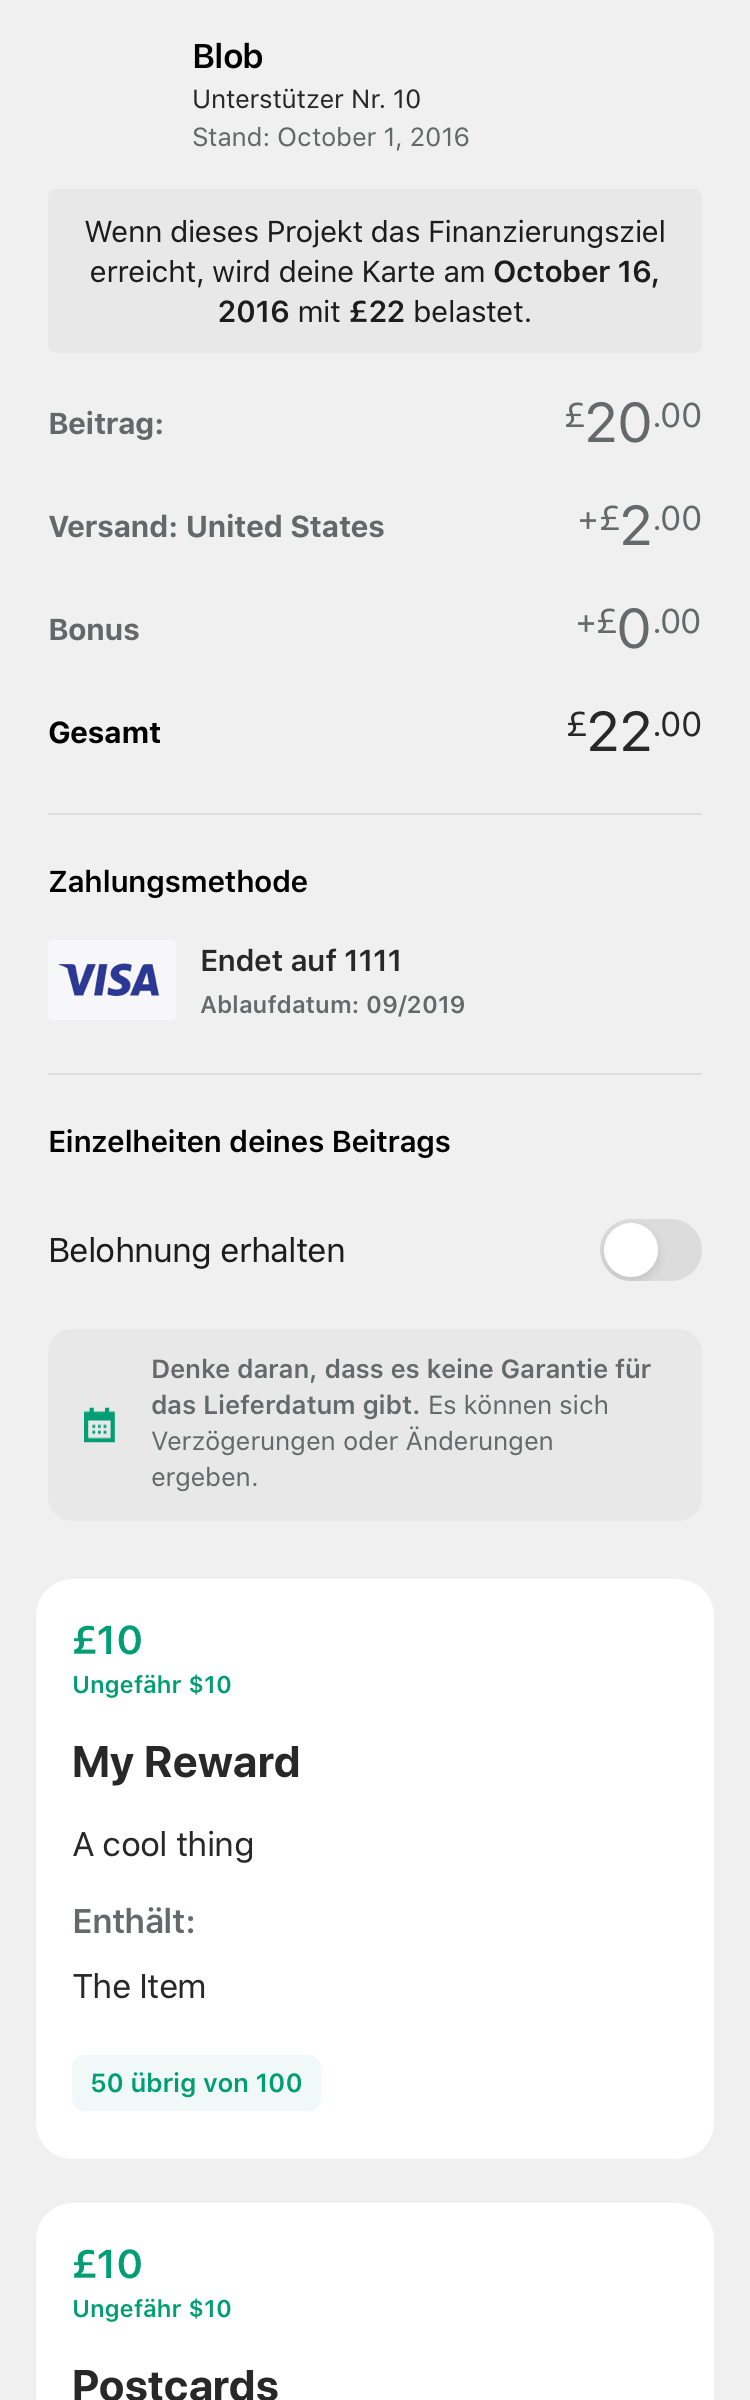 Blob
Unterstützer Nr. 10
Stand: October 1, 2016
Wenn dieses Projekt das Finanzierungsziel
erreicht, wird deine Karte am October 16,
2016 mit £22 belastet.
Beitrag: £20.00
Versand: United States +£2.00
Bonus +£0.00
Gesamt £22.00
Zahlungsmethode
VISA
Endet auf 1111
Ablaufdatum: 09/2019
Einzelheiten deines Beitrags
Belohnung erhalten
Denke daran, dass es keine Garantie für
das Lieferdatum gibt. Es können sich
Verzögerungen oder Änderungen
ergeben.
£10
Ungefähr $10
My Reward
A cool thing
Enthält:
The Item
50 übrig von 100
£10
Ungefähr $10
Postcards